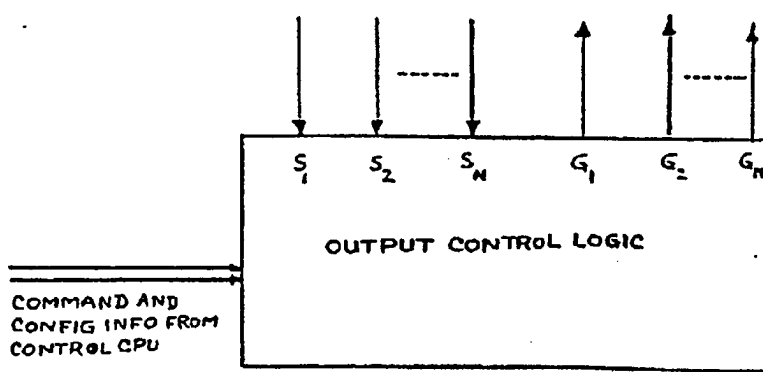 S1 S2 SN G1 G2 GN
OUTPUT CONTROL LOGIC
COMMAND AND
CONFIG INFO FROM
CONTROL CPU